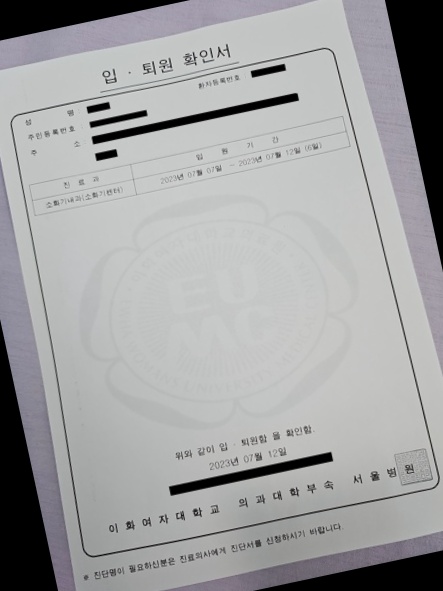 입 · 퇴원 확인서
환자등록번호
성 명
주민등록번호
주 소
진 료 과 입 원 기 간
소화기내과(소화기센터) 2023년 07월 07일 - 2023년 07월 12일 (6일)
EU
MC
위와 같이 입 · 퇴원함 을 확인함.
2023년 07월 12일
이 화 여 자 대 학 교 의 과 대 학 부 속 서 울 병 원
# 진단명이 필요하신분은 진료의사에게 진단서를 신청하시기 바랍니다.